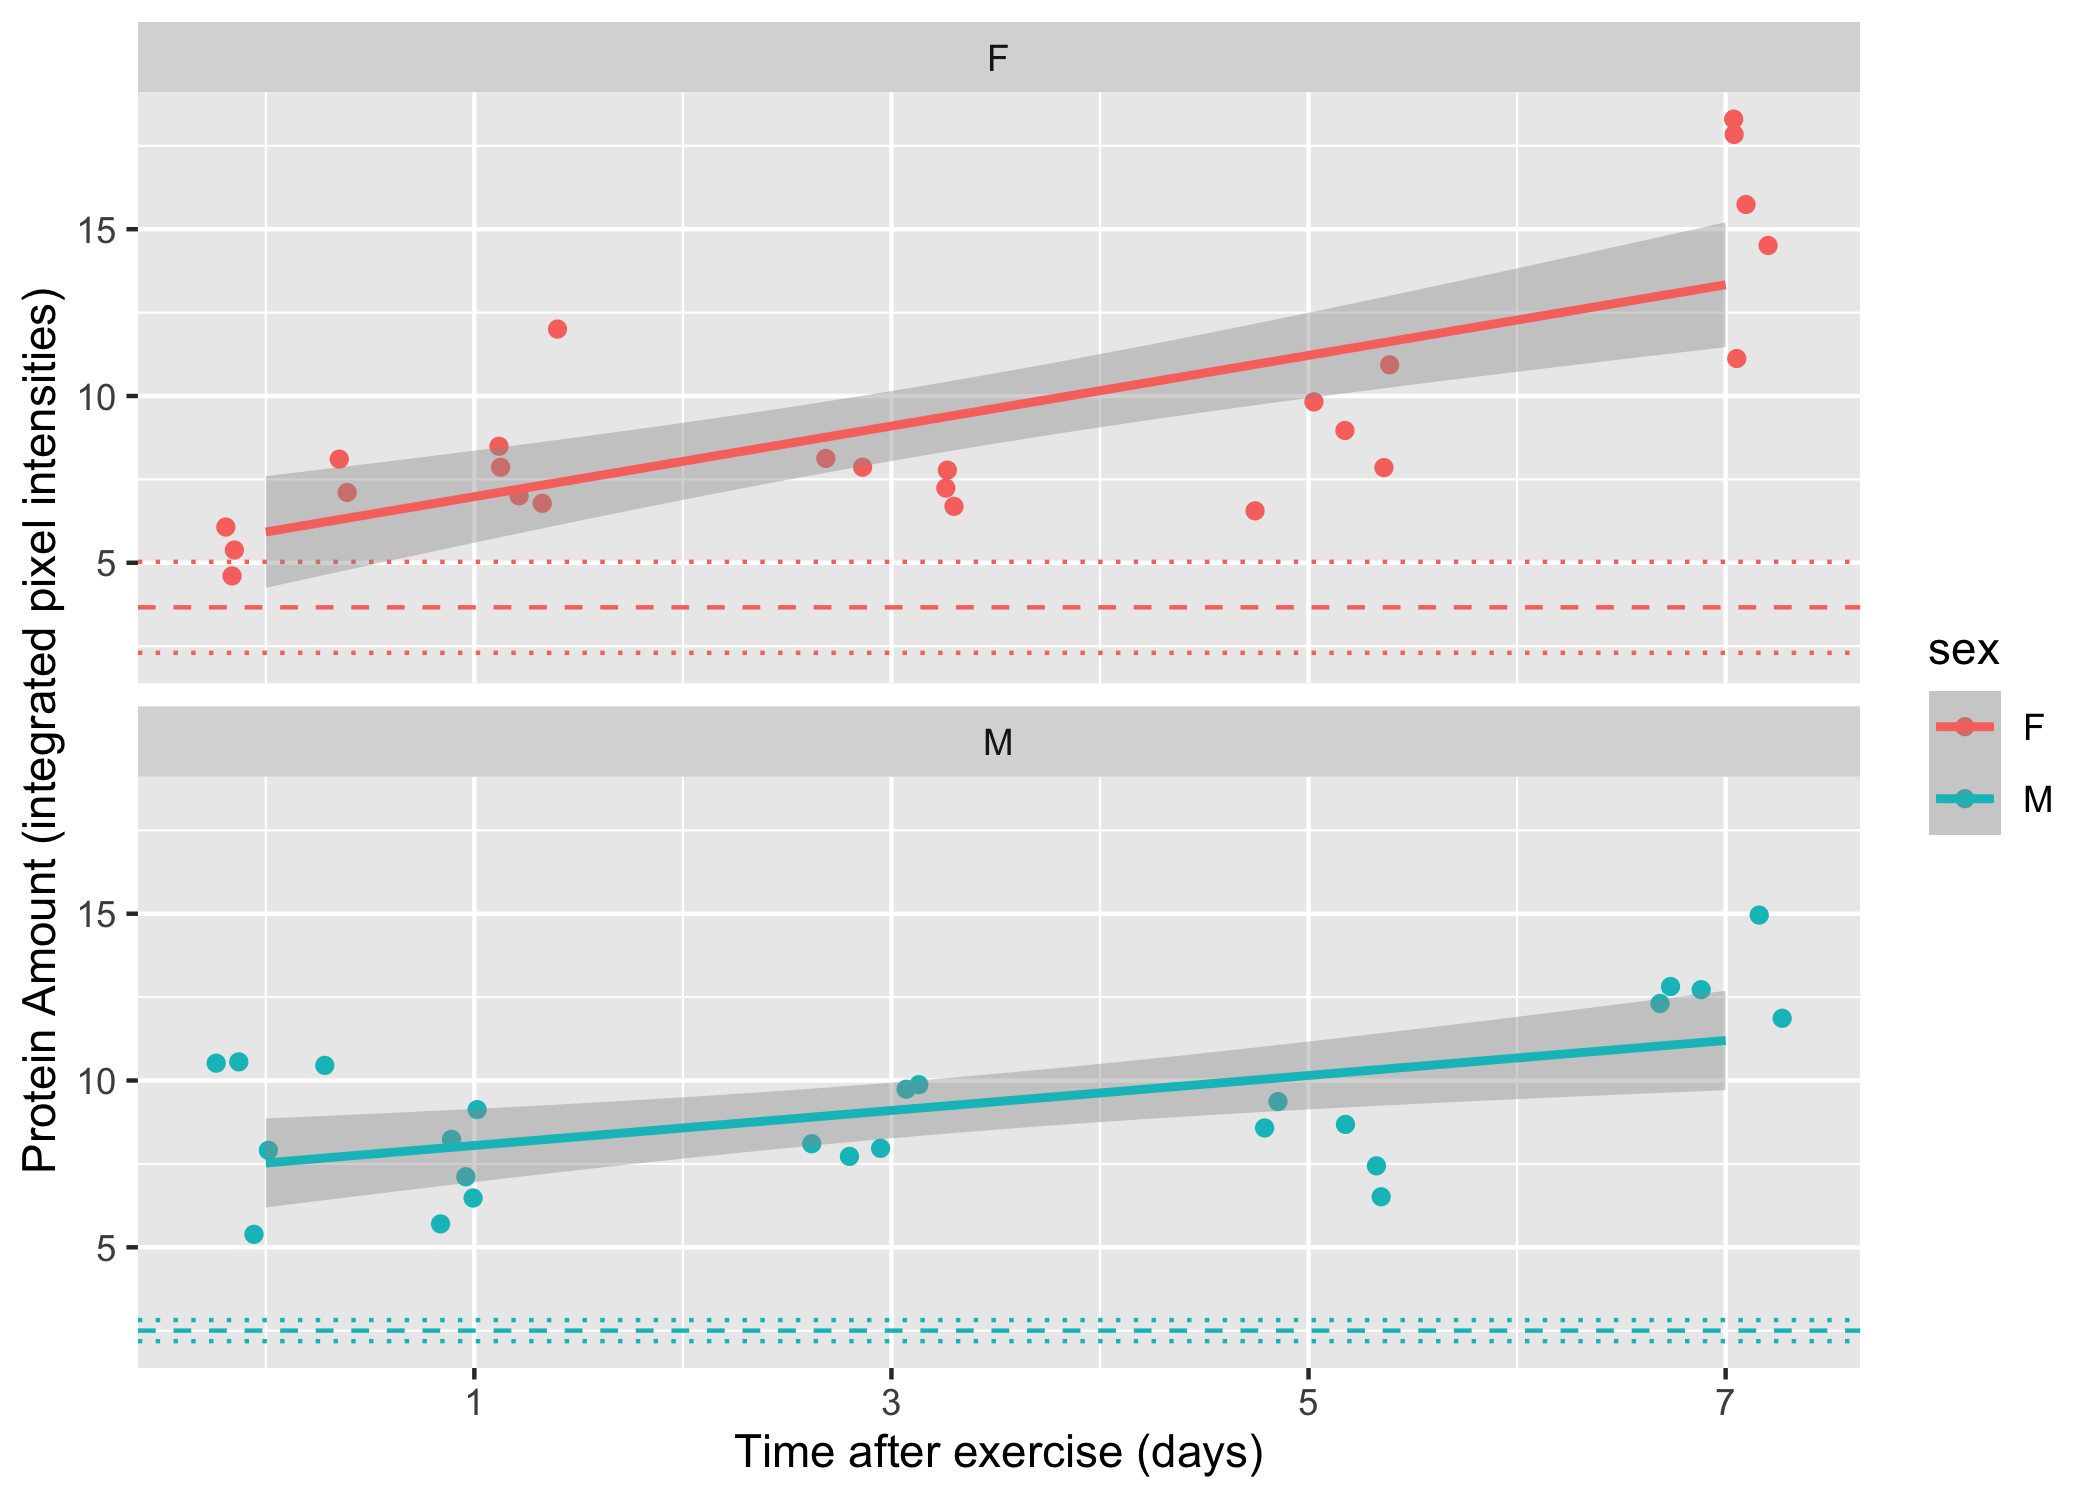 F
15
10
5
M
15
10
5
1 3 5 7
Time after exercise (days)
Protein Amount (integrated pixel intensities)
sex
F
M